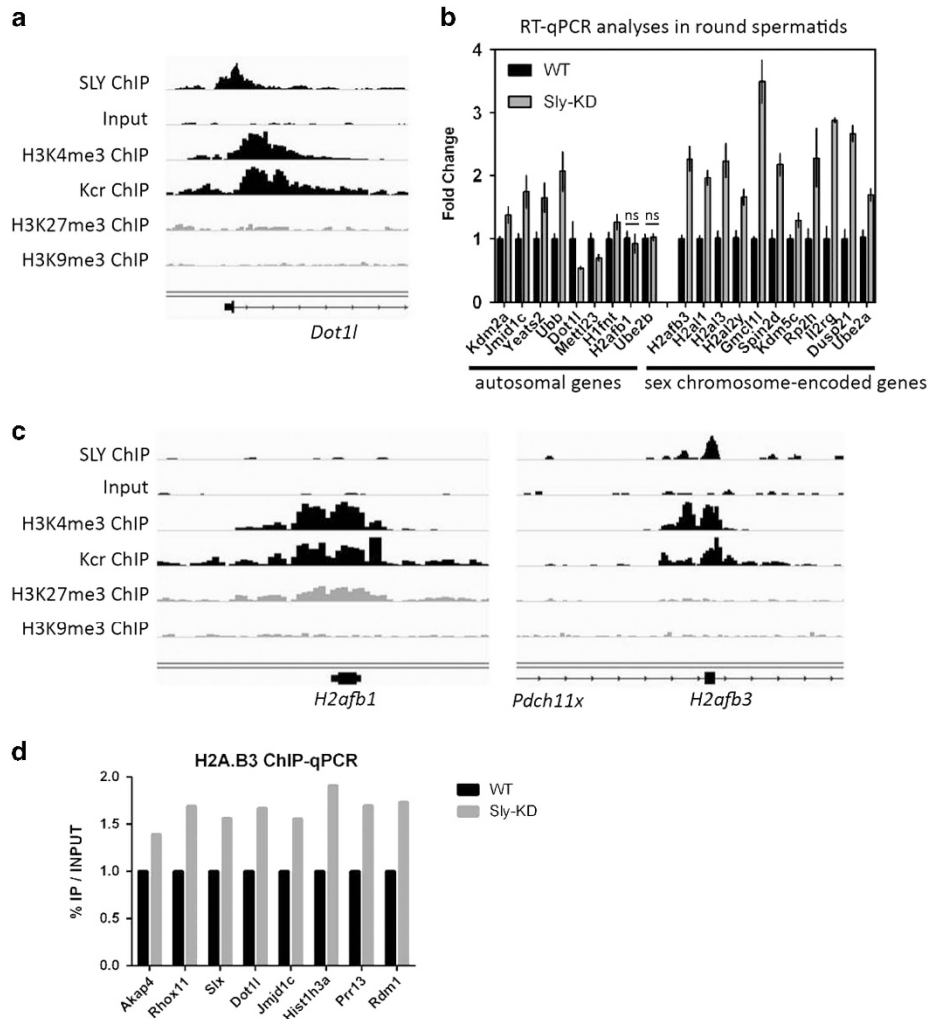 a
SLY ChIP
Input
H3K4me3 ChIP
Kcr ChIP
H3K27me3 ChIP
H3K9me3 ChIP
Dot1l
b
RT-qPCR analyses in round spermatids
WT
Sly-KD
Fold Change
4
3
2
1
0
Kdm2a
Jmjd1c
Yeats2
Ubb
Dot1l
Mettl23
H1fnt
H2afb1
Ube2b
H2afb3
H2al1
H2al3
H2al2y
Gmcl1l
Spin2d
Kdm5c
Rp2h
Il2rg
Dusp21
Ube2a
ns ns
autosomal genes
sex chromosome-encoded genes
c
SLY ChIP
Input
H3K4me3 ChIP
Kcr ChIP
H3K27me3 ChIP
H3K9me3 ChIP
H2afb1
Pdch11x
H2afb3
d
H2A.B3 ChIP-qPCR
WT
Sly-KD
% IP / INPUT
2.0
1.5
1.0
0.5
0.0
Akap4
Rhox11
Slx
Dot1l
Jmjd1c
Hist1h3a
Prr13
Rdm1